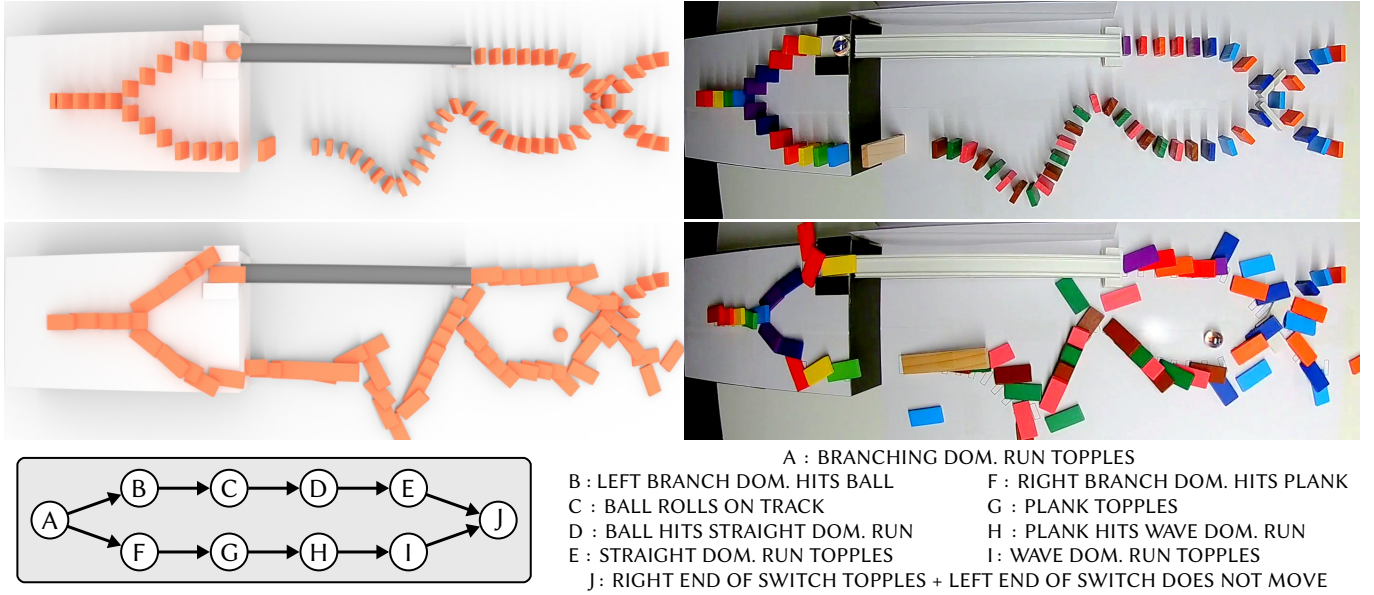 A : BRANCHING DOM. RUN TOPPLES
B : LEFT BRANCH DOM. HITS BALL
F : RIGHT BRANCH DOM. HITS PLANK
C : BALL ROLLS ON TRACK
G : PLANK TOPPLES
D : BALL HITS STRAIGHT DOM. RUN
H : PLANK HITS WAVE DOM. RUN
E : STRAIGHT DOM. RUN TOPPLES
I : WAVE DOM. RUN TOPPLES
J : RIGHT END OF SWITCH TOPPLES + LEFT END OF SWITCH DOES NOT MOVE
B C D E
A J
F G H I